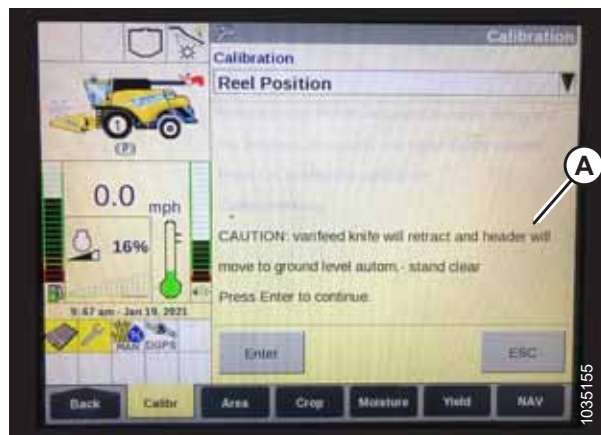 Calibration
Calibration
Reel Position
A
0.0 mph
CAUTION: varifeed knife will retract and header will
16%
move to ground level autom,- stand clear
Press Enter to continue.
9:47 am - Jan 19, 2021
MAN DGPS
Enter
ESC
Back
Calibr
Area
Crop
Moisture
Yield
NAV
1035155